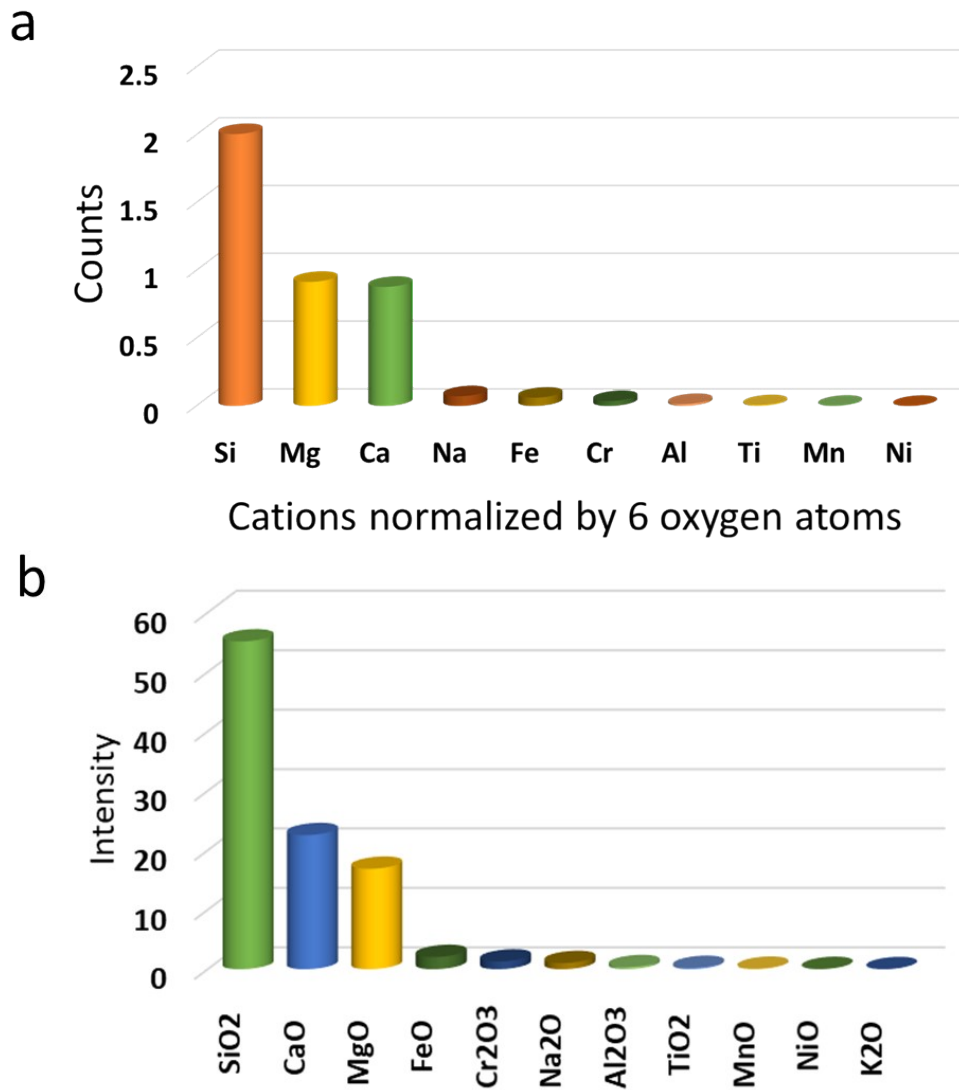 a
2.5
2
1.5
1
0.5
0
Counts
Si Mg Ca Na Fe Cr Al Ti Mn Ni
Cations normalized by 6 oxygen atoms
b
60
50
40
30
20
10
0
Intensity
SiO2 CaO MgO FeO Cr2O3 Na2O Al2O3 TiO2 MnO NiO K2O